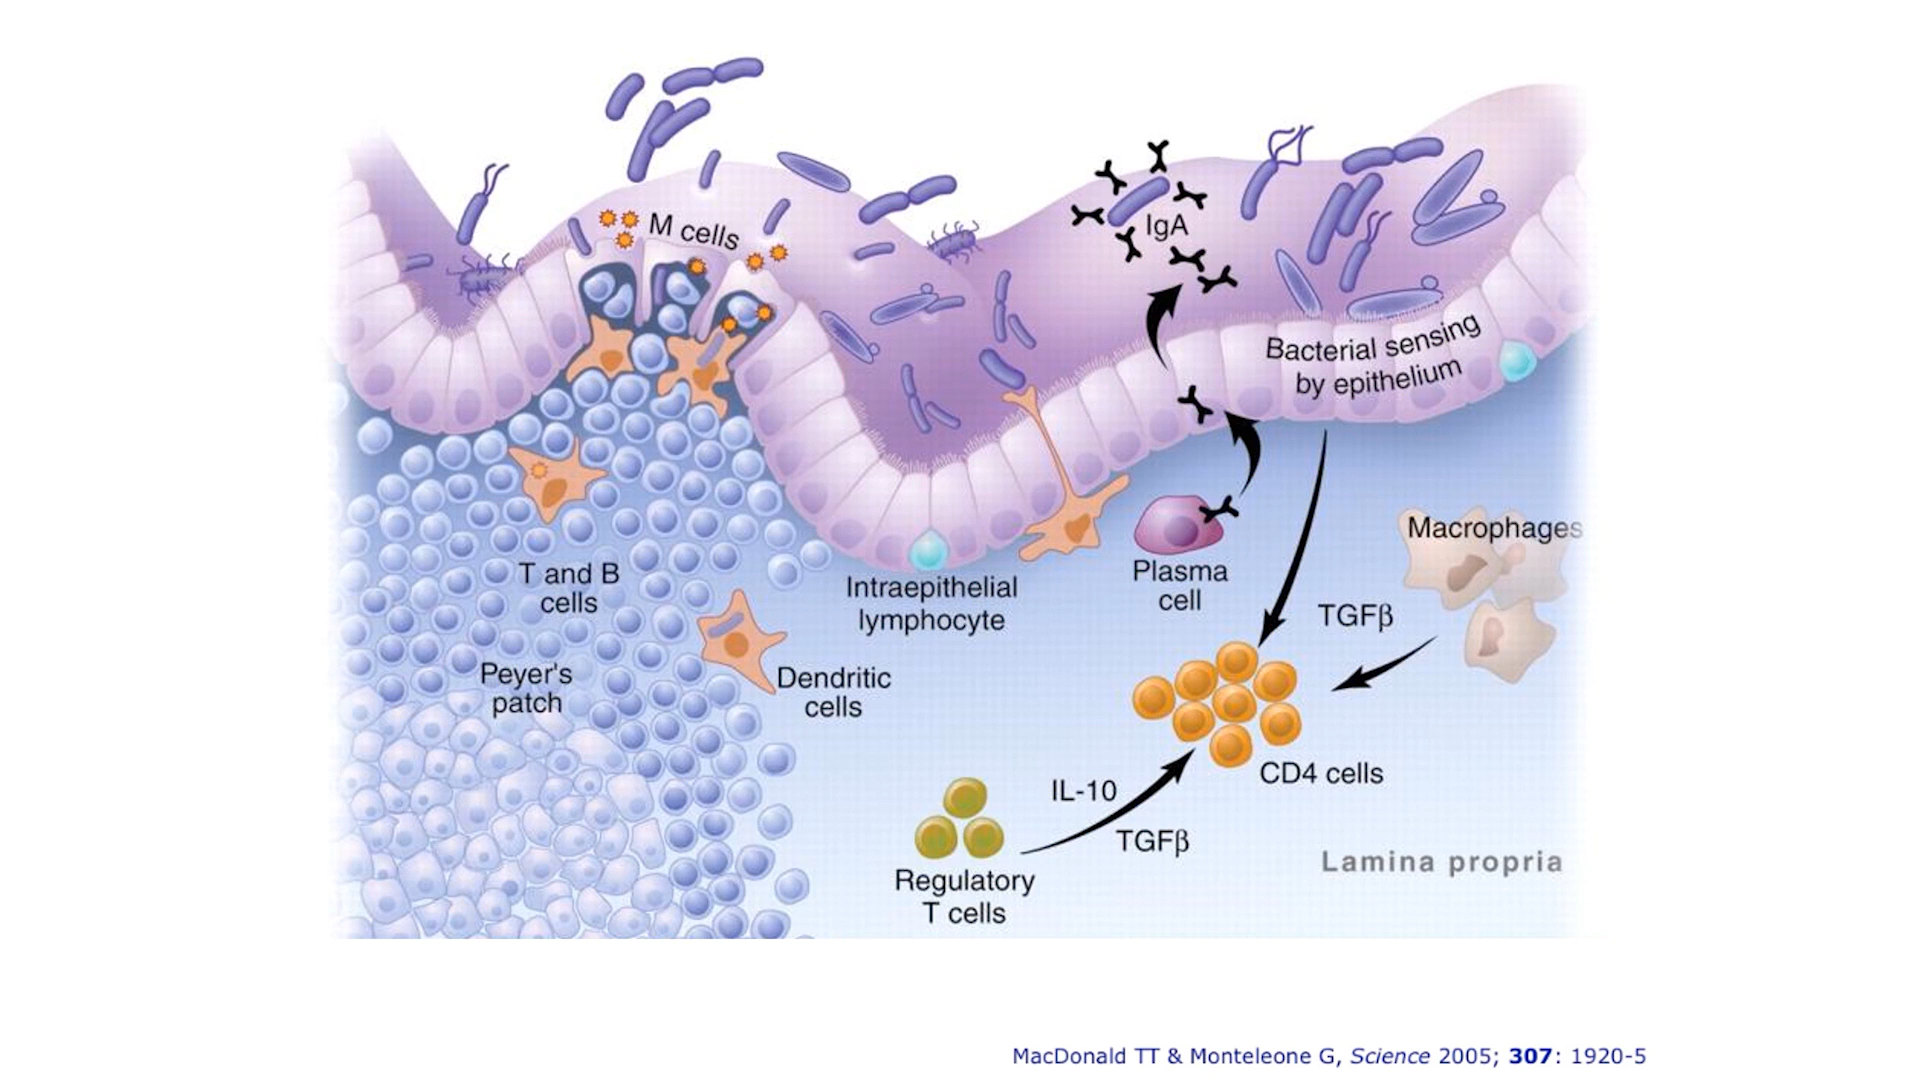 M cells
IgA
Bacterial sensing
by epithelium
Macrophages
T and B
cells
Intraepithelial
lymphocyte
Plasma
cell
TGFβ
Peyer's
patch
Dendritic
cells
CD4 cells
IL-10
TGFβ
Lamina propria
Regulatory
T cells
MacDonald TT & Monteleone G, Science 2005; 307: 1920-5